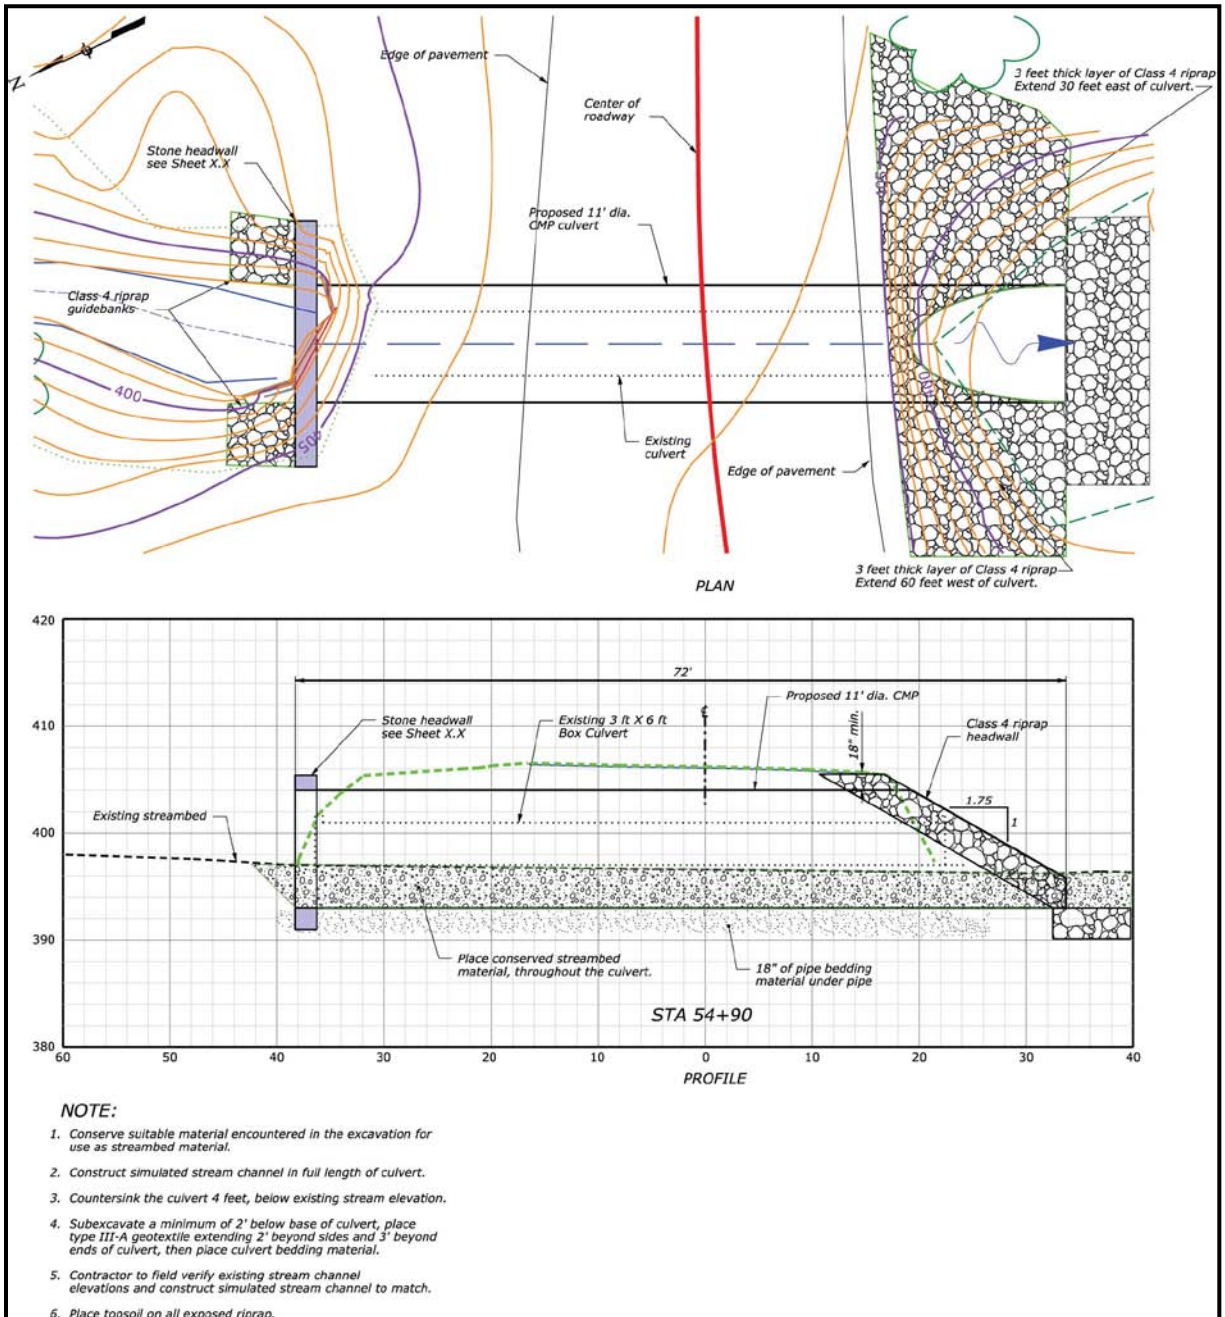 N
Edge of pavement
Center of
roadway
3 feet thick layer of Class 4 riprap
Extend 30 feet east of culvert.
Stone headwall
see Sheet X.X
Proposed 11' dia.
CMP culvert
Class 4 riprap
guidebanks
400
405
400
Existing
culvert
Edge of pavement
3 feet thick layer of Class 4 riprap
Extend 60 feet west of culvert.
PLAN
420
410
400
390
380
72'
Proposed 11' dia. CMP
Stone headwall
see Sheet X.X
Existing 3 ft X 6 ft
Box Culvert
18" min.
Class 4 riprap
headwall
1.75
1
Existing streambed
Place conserved streambed
material, throughout the culvert.
18" of pipe bedding
material under pipe
STA 54+90
60 50 40 30 20 10 0 10 20 30 40
PROFILE
NOTE:
1. Conserve suitable material encountered in the excavation for
use as streambed material.
2. Construct simulated stream channel in full length of culvert.
3. Countersink the culvert 4 feet, below existing stream elevation.
4. Subexcavate a minimum of 2' below base of culvert, place
type III-A geotextile extending 2' beyond sides and 3' beyond
ends of culvert, then place culvert bedding material.
5. Contractor to field verify existing stream channel
elevations and construct simulated stream channel to match.
6. Place topsoil on all exposed riprap.